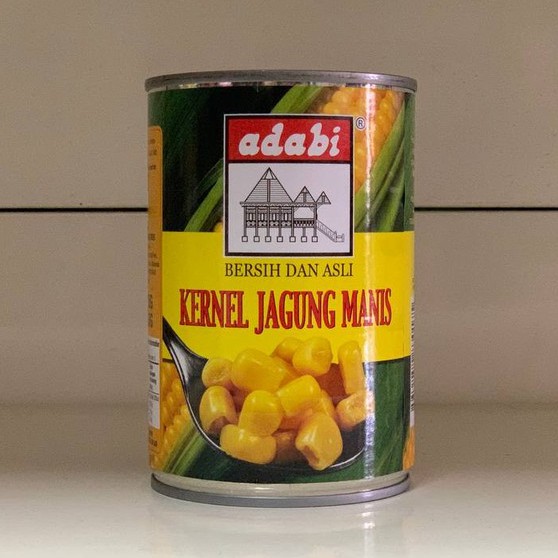 adabi
®
BERSIH DAN ASLI
KERNEL JAGUNG MANIS